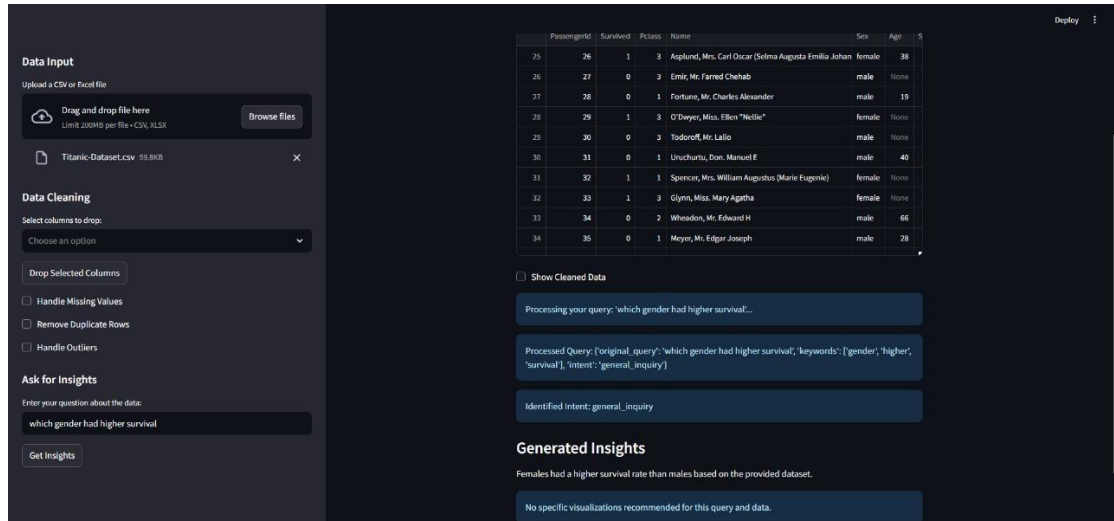 Deploy
Data Input
Upload a CSV or Excel file
Drag and drop file here
Limit 200MB per file • CSV, XLSX
Browse files
Titanic-Dataset.csv 59.8KB
Data Cleaning
Select columns to drop:
Choose an option
Drop Selected Columns
Handle Missing Values
Remove Duplicate Rows
Handle Outliers
Ask for Insights
Enter your question about the data:
which gender had higher survival
Get Insights
PassengerId Survived Pclass Name Sex Age S
25 26 1 3 Asplund, Mrs. Carl Oscar (Selma Augusta Emilia Johan female 38
26 27 0 3 Emir, Mr. Farred Chehab male None
27 28 0 1 Fortune, Mr. Charles Alexander male 19
28 29 1 3 O'Dwyer, Miss. Ellen "Nellie" female None
29 30 0 3 Todoroff, Mr. Lalio male None
30 31 0 1 Uruchurtu, Don. Manuel E male 40
31 32 1 1 Spencer, Mrs. William Augustus (Marie Eugenie) female None
32 33 1 3 Glynn, Miss. Mary Agatha female None
33 34 0 2 Wheadon, Mr. Edward H male 66
34 35 0 1 Meyer, Mr. Edgar Joseph male 28
Show Cleaned Data
Processing your query: 'which gender had higher survival'...
Processed Query: {'original_query': 'which gender had higher survival', 'keywords': ['gender', 'higher',
'survival'], 'intent': 'general_inquiry'}
Identified Intent: general_inquiry
Generated Insights
Females had a higher survival rate than males based on the provided dataset.
No specific visualizations recommended for this query and data.